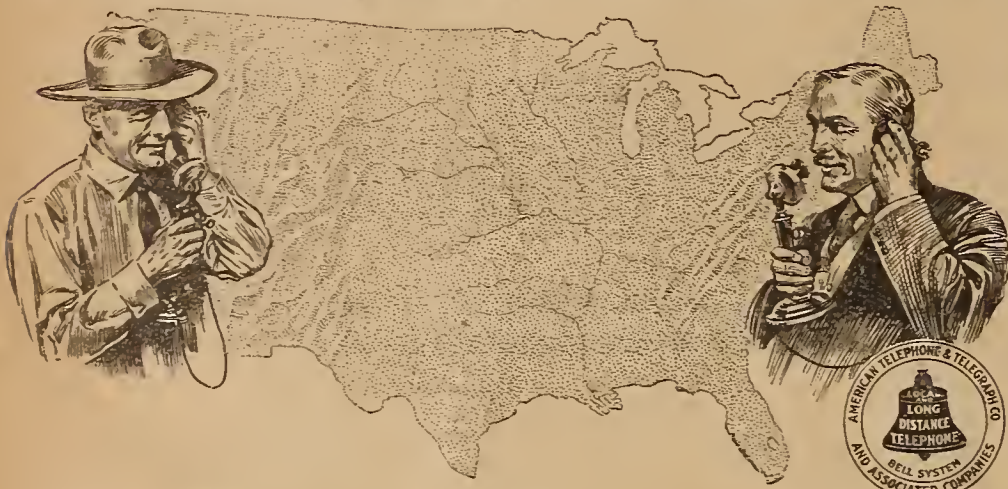 AMERICAN TELEPHONE & TELEGRAPH CO
LOCAL
AND
LONG
DISTANCE
TELEPHONE
BELL SYSTEM
AND ASSOCIATED COMPANIES